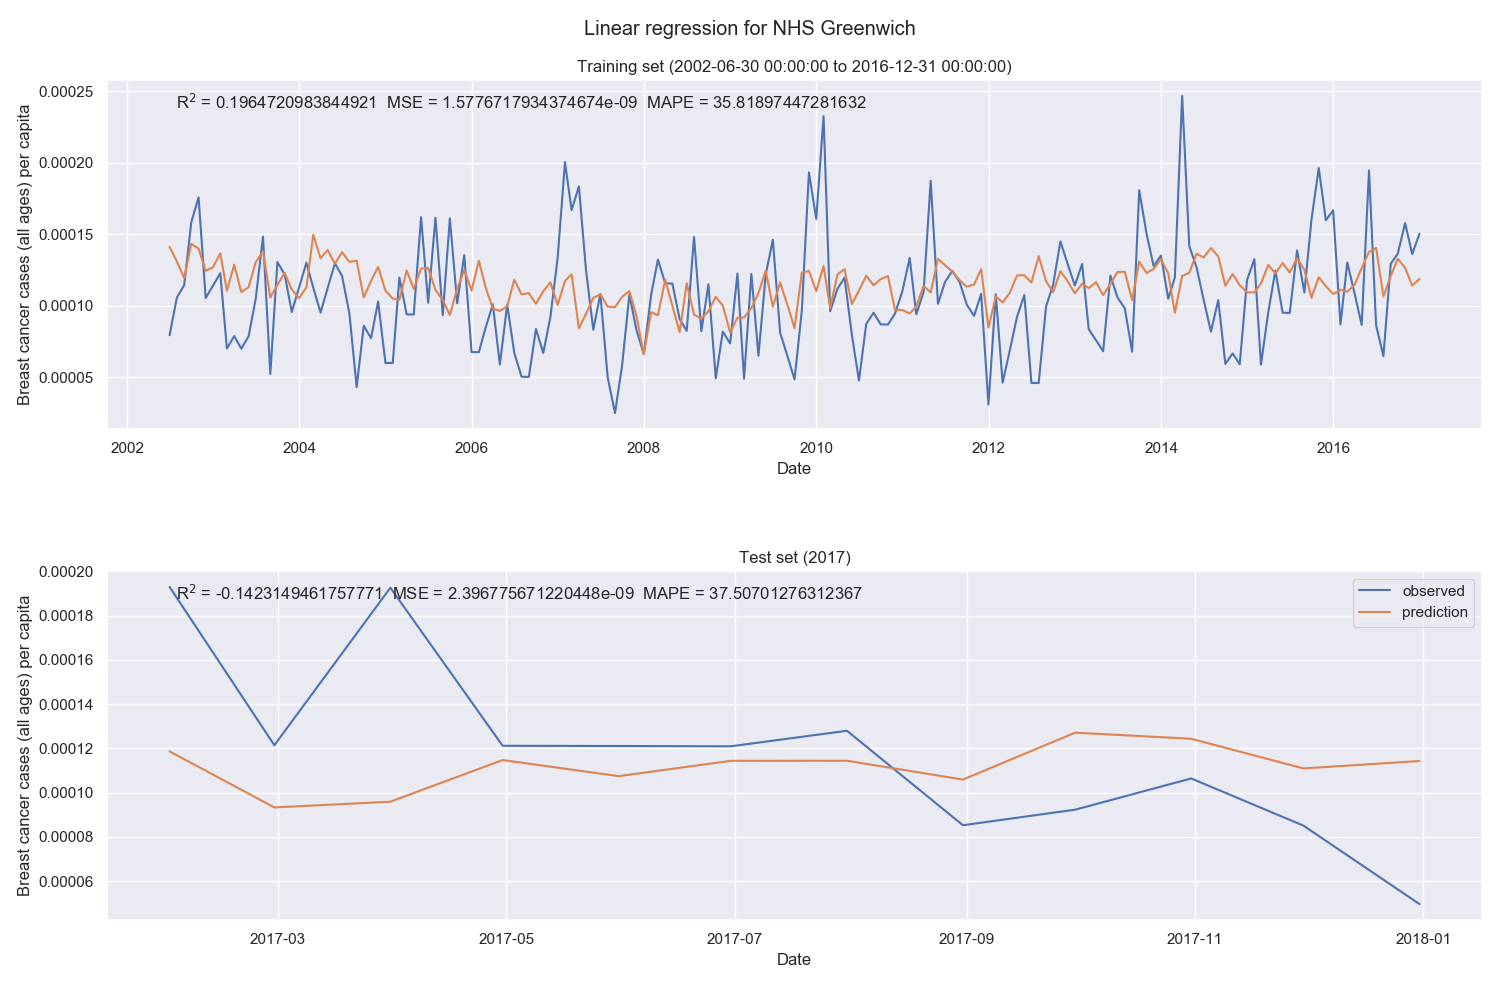 Linear regression for NHS Greenwich
Training set (2002-06-30 00:00:00 to 2016-12-31 00:00:00)
R² = 0.1964720983844921 MSE = 1.5776717934374674e-09 MAPE = 35.81897447281632
Breast cancer cases (all ages) per capita
0.00025
0.00020
0.00015
0.00010
0.00005
2002 2004 2006 2008 2010 2012 2014 2016
Date
Test set (2017)
R² = -0.1423149461757771 MSE = 2.396775671220448e-09 MAPE = 37.50701276312367
observed
prediction
Breast cancer cases (all ages) per capita
0.00020
0.00018
0.00016
0.00014
0.00012
0.00010
0.00008
0.00006
2017-03 2017-05 2017-07 2017-09 2017-11 2018-01
Date